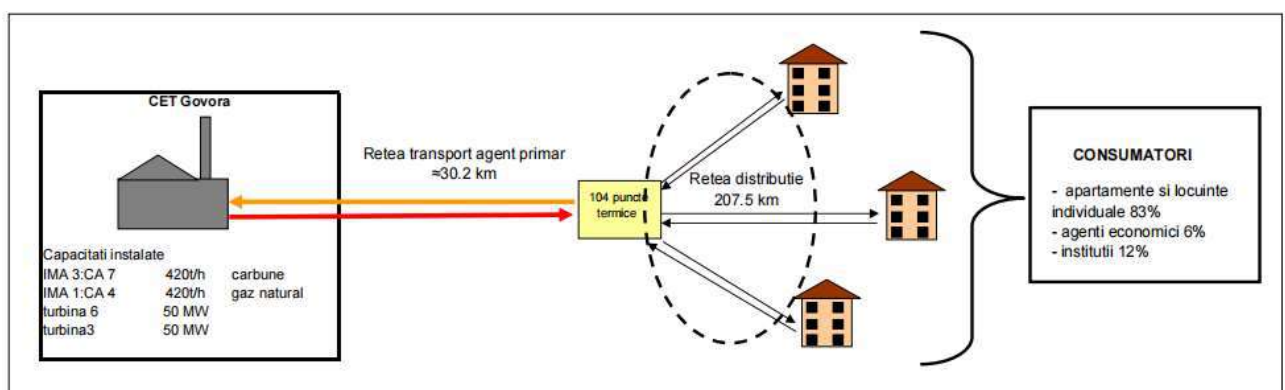 CET Govora
Capacitati instalate
IMA 3:CA 7 420t/h carbune
IMA 1:CA 4 420t/h gaz natural
turbina 6 50 MW
turbina3 50 MW
Retea transport agent primar
≈30.2 km
104 puncte
termice
Retea distributie
207.5 km
CONSUMATORI
- apartamente si locuinte
individuale 83%
- agenti economici 6%
- institutii 12%